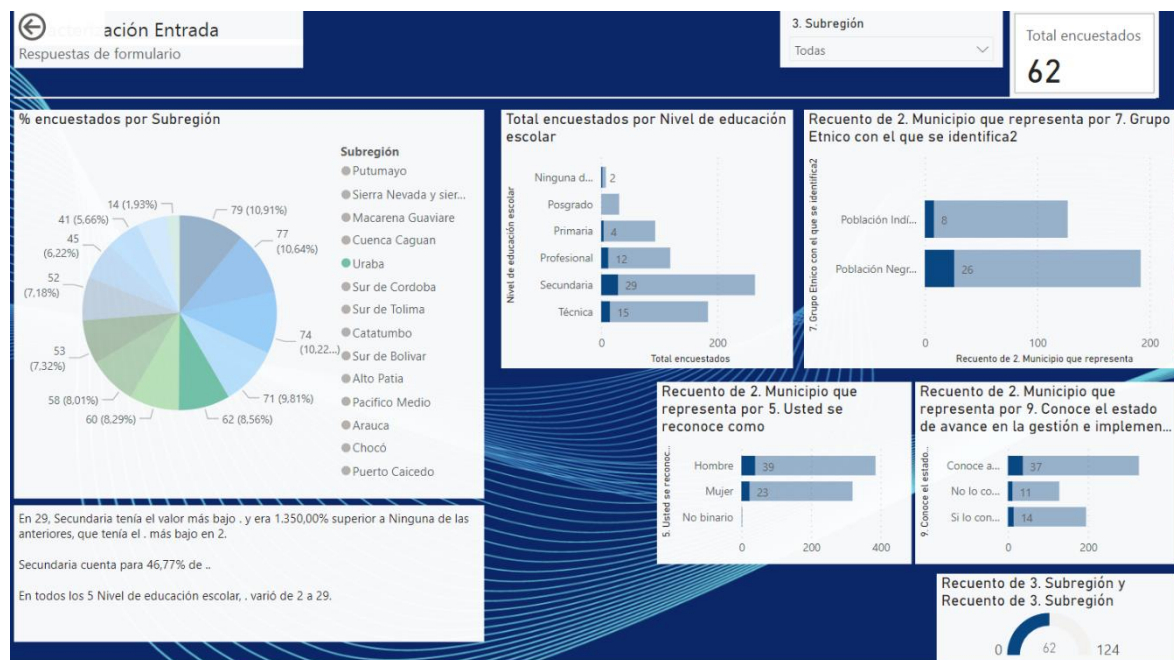 ación Entrada
Respuestas de formulario
3. Subregión
Todas
Total encuestados
62
% encuestados por Subregión
14 (1,93%)
79 (10,91%)
41 (5,66%)
77
(10,64%)
45
(6,22%)
52
(7,18%)
74
(10,22...)
53
(7,32%)
71 (9,81%)
58 (8,01%)
62 (8,56%)
60 (8,29%)
Subregión
Putumayo
Sierra Nevada y sier...
Macarena Guaviare
Cuenca Caguan
Uraba
Sur de Cordoba
Sur de Tolima
Catatumbo
Sur de Bolivar
Alto Patia
Pacifico Medio
Arauca
Chocó
Puerto Caicedo
Total encuestados por Nivel de educación
escolar
Nivel de educación escolar
Ninguna d... 2
Posgrado
Primaria 4
Profesional 12
Secundaria 29
Técnica 15
0 200
Total encuestados
Recuento de 2. Municipio que representa por 7. Grupo
Etnico con el que se identifica2
7. Grupo Etnico con el que se identifica2
Población Indí... 8
Población Negr... 26
0 100 200
Recuento de 2. Municipio que representa
Recuento de 2. Municipio que
representa por 5. Usted se
reconoce como
5. Usted se reconoc...
Hombre 39
Mujer 23
No binario
0 200 400
Recuento de 2. Municipio que
representa por 9. Conoce el estado
de avance en la gestión e implemen...
9. Conoce el estado...
Conoce a... 37
No lo co... 11
Si lo con... 14
0 200
En 29, Secundaria tenía el valor más bajo . y era 1.350,00% superior a Ninguna de las
anteriores, que tenía el . más bajo en 2.
Secundaria cuenta para 46,77% de ..
En todos los 5 Nivel de educación escolar, . varió de 2 a 29.
Recuento de 3. Subregión y
Recuento de 3. Subregión
0 62 124